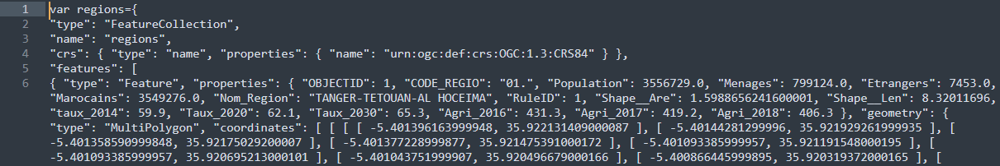 1 var regions={
2 "type": "FeatureCollection",
3 "name": "regions",
4 "crs": { "type": "name", "properties": { "name": "urn:ogc:def:crs:OGC:1.3:CRS84" } },
5 "features": [
6 { "type": "Feature", "properties": { "OBJECTID": 1, "CODE_REGIO": "01.", "Population": 3556729.0, "Menages": 799124.0, "Etrangers": 7453.0,
"Marocains": 3549276.0, "Nom_Region": "TANGER-TETOUAN-AL HOCEIMA", "RuleID": 1, "Shape__Are": 1.5988656241600001, "Shape__Len": 8.32011696,
"taux_2014": 59.9, "Taux_2020": 62.1, "Taux_2030": 65.3, "Agri_2016": 431.3, "Agri_2017": 419.2, "Agri_2018": 406.3 }, "geometry": {
"type": "MultiPolygon", "coordinates": [ [ [ [ -5.401396163999948, 35.922131409000087 ], [ -5.40144281299996, 35.921929261999935 ], [
-5.401358590999848, 35.92175029200007 ], [ -5.401377228999877, 35.921475391000172 ], [ -5.401093385999957, 35.921191548000195 ], [
-5.401093385999957, 35.920695213000101 ], [ -5.401043751999907, 35.920496679000166 ], [ -5.400866445999895, 35.920319372000165 ], [